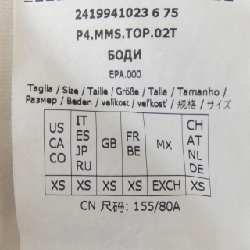 2419941023 6 75
P4.MMS.TOP.02T
БОДИ
EPA.000
Taglia / Size / Taille / Größe / Talla / Tamanho /
Размер / Beden / velikost / veľkosť / 规格 / サイズ
US CA CO | IT ES JP RU | GB | FR BE | MX | CH AT NL DE
XS | XS | XS | XS | EXCH | XS
CN 尺码: 155/80A